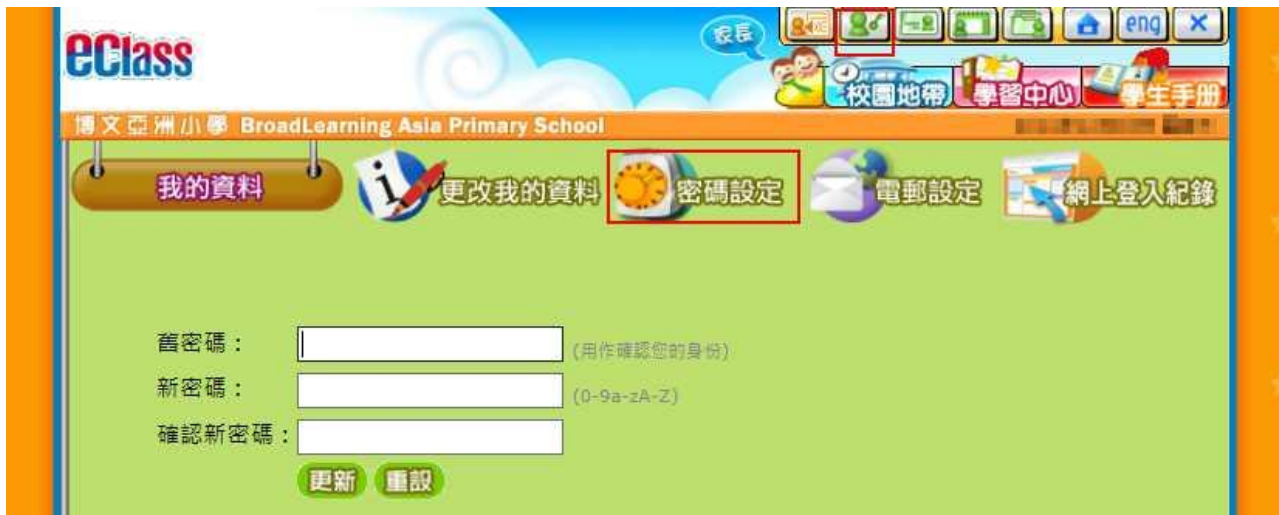 eClass
家長
eng
校園地帶
學習中心
學生手冊
博文亞洲小學 BroadLearning Asia Primary School
我的資料
更改我的資料
密碼設定
電郵設定
網上登入紀錄
舊密碼：
(用作確認您的身份)
新密碼：
(0-9a-zA-Z)
確認新密碼：
更新
重設